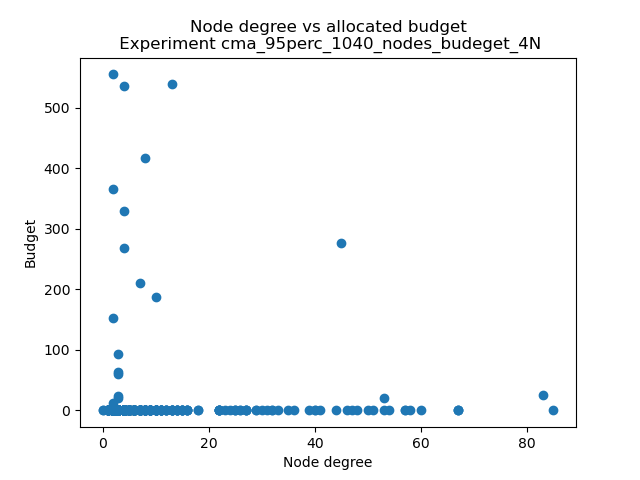 Node degree vs allocated budget
Experiment cma_95perc_1040_nodes_budeget_4N
Budget
500
400
300
200
100
0
0 20 40 60 80
Node degree